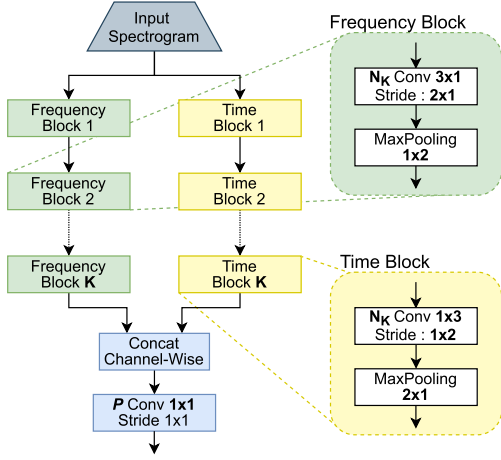 Input
Spectrogram
Frequency
Block 1
Time
Block 1
Frequency
Block 2
Time
Block 2
Frequency
Block K
Time
Block K
Concat
Channel-Wise
P Conv 1x1
Stride 1x1
Frequency Block
N_K Conv 3x1
Stride : 2x1
MaxPooling
1x2
Time Block
N_K Conv 1x3
Stride : 1x2
MaxPooling
2x1